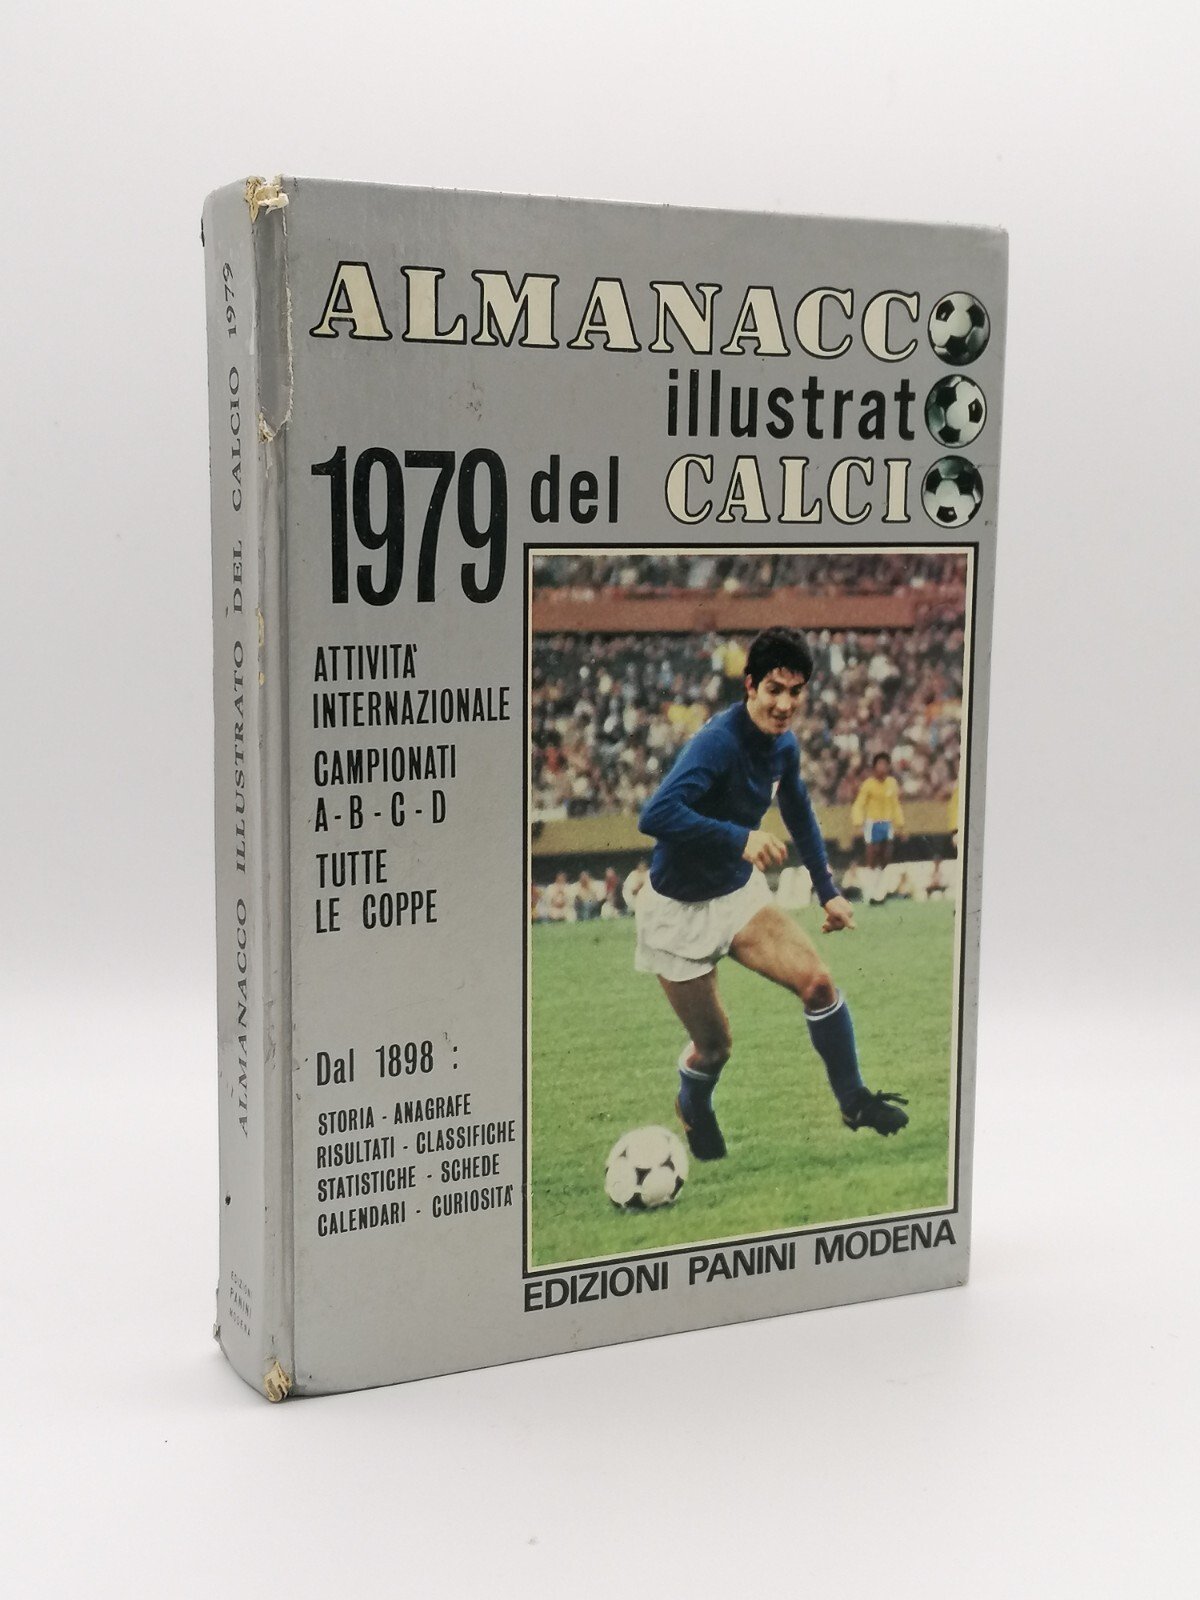 ALMANACCO
illustrato
1979 del CALCIO
ATTIVITA'
INTERNAZIONALE
CAMPIONATI
A-B-C-D
TUTTE
LE COPPE
Dal 1898 :
STORIA - ANAGRAFE
RISULTATI - CLASSIFICHE
STATISTICHE - SCHEDE
CALENDARI - CURIOSITA'
EDIZIONI PANINI MODENA
ALMANACCO ILLUSTRATO DEL CALCIO 1979
EDIZIONI
PANINI
MODENA